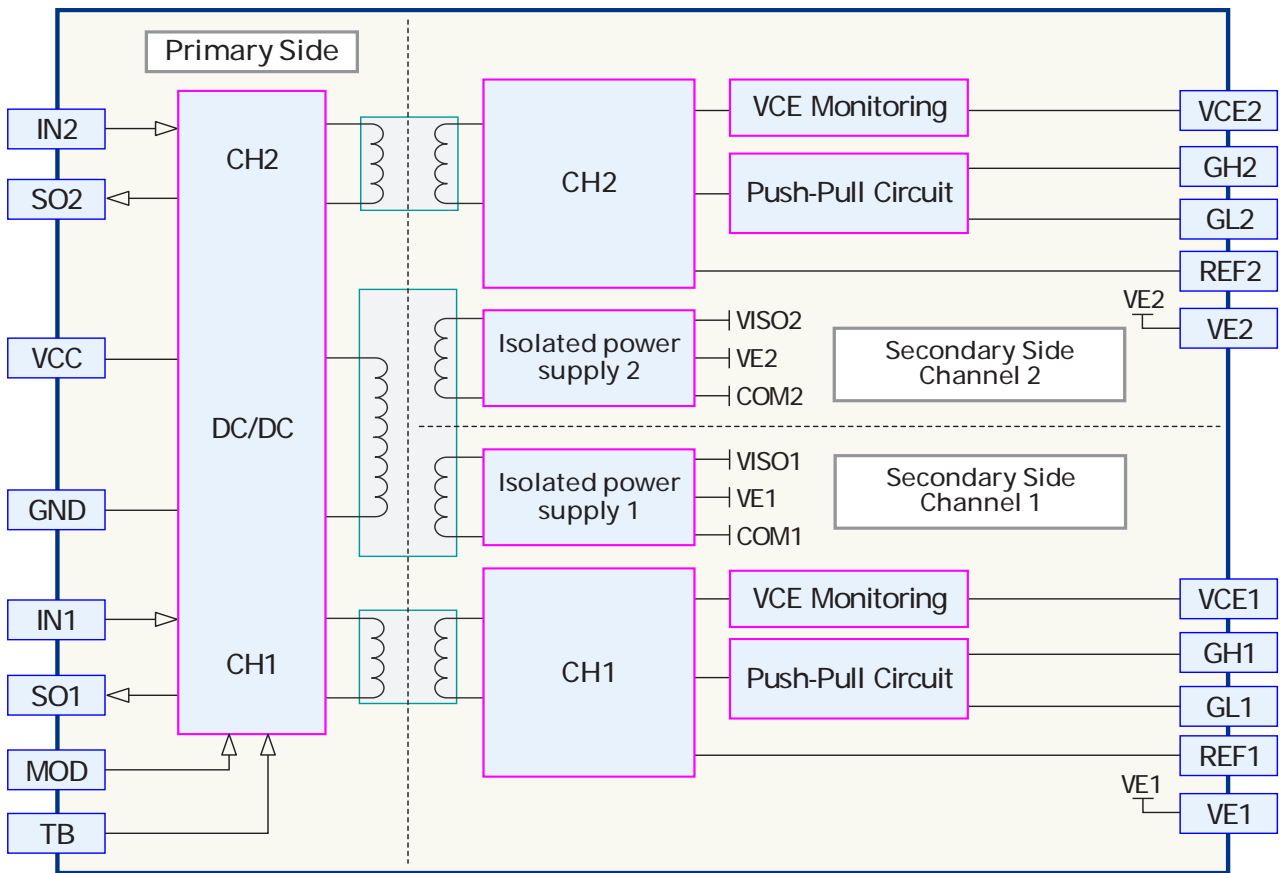 Primary Side
IN2
SO2
VCC
GND
IN1
SO1
MOD
TB
CH2
DC/DC
CH1
CH2
VCE Monitoring
Push-Pull Circuit
VCE2
GH2
GL2
REF2
VE2
VE2
Isolated power
supply 2
VISO2
VE2
COM2
Secondary Side
Channel 2
Isolated power
supply 1
VISO1
VE1
COM1
Secondary Side
Channel 1
CH1
VCE Monitoring
Push-Pull Circuit
VCE1
GH1
GL1
REF1
VE1
VE1